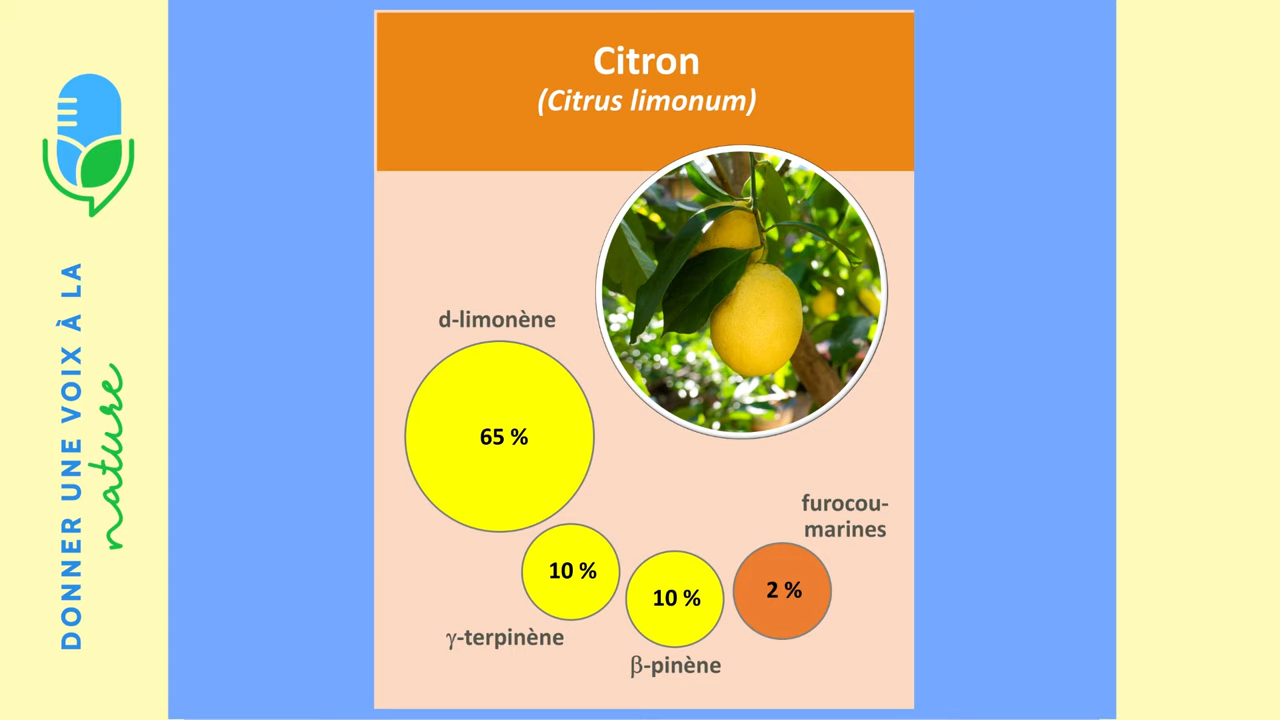 DONNER UNE VOIX À LA
nature
Citron
(Citrus limonum)
d-limonène
65 %
10 %
γ-terpinène
10 %
β-pinène
furocou-
marines
2 %